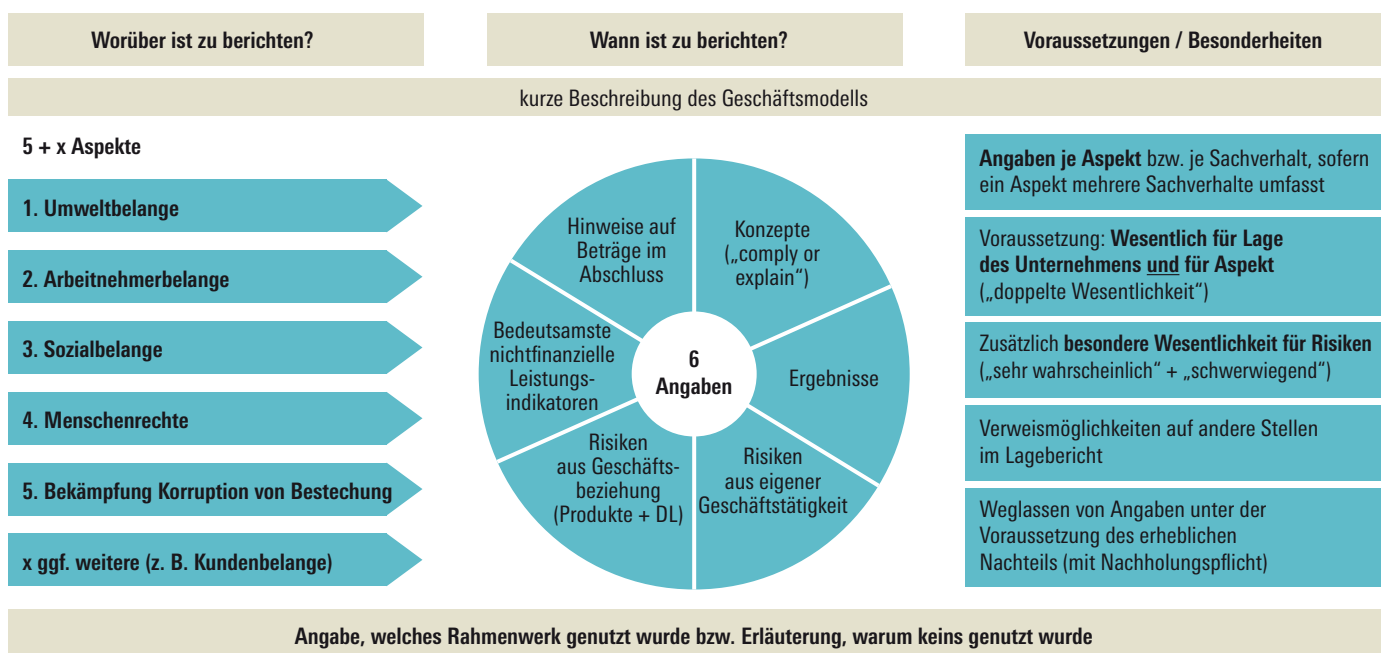 Worüber ist zu berichten?
Wann ist zu berichten?
Voraussetzungen / Besonderheiten
kurze Beschreibung des Geschäftsmodells
5 + x Aspekte
1. Umweltbelange
2. Arbeitnehmerbelange
3. Sozialbelange
4. Menschenrechte
5. Bekämpfung Korruption von Bestechung
x ggf. weitere (z. B. Kundenbelange)
Hinweise auf
Beträge im
Abschluss
Konzepte
(„comply or
explain“)
Bedeutsamste
nichtfinanzielle
Leistungs-
indikatoren
6
Angaben
Ergebnisse
Risiken
aus Geschäfts-
beziehung
(Produkte + DL)
Risiken
aus eigener
Geschäftstätigkeit
Angaben je Aspekt bzw. je Sachverhalt, sofern
ein Aspekt mehrere Sachverhalte umfasst
Voraussetzung: Wesentlich für Lage
des Unternehmens und für Aspekt
(„doppelte Wesentlichkeit“)
Zusätzlich besondere Wesentlichkeit für Risiken
(„sehr wahrscheinlich“ + „schwerwiegend“)
Verweismöglichkeiten auf andere Stellen
im Lagebericht
Weglassen von Angaben unter der
Voraussetzung des erheblichen
Nachteils (mit Nachholungspflicht)
Angabe, welches Rahmenwerk genutzt wurde bzw. Erläuterung, warum keins genutzt wurde